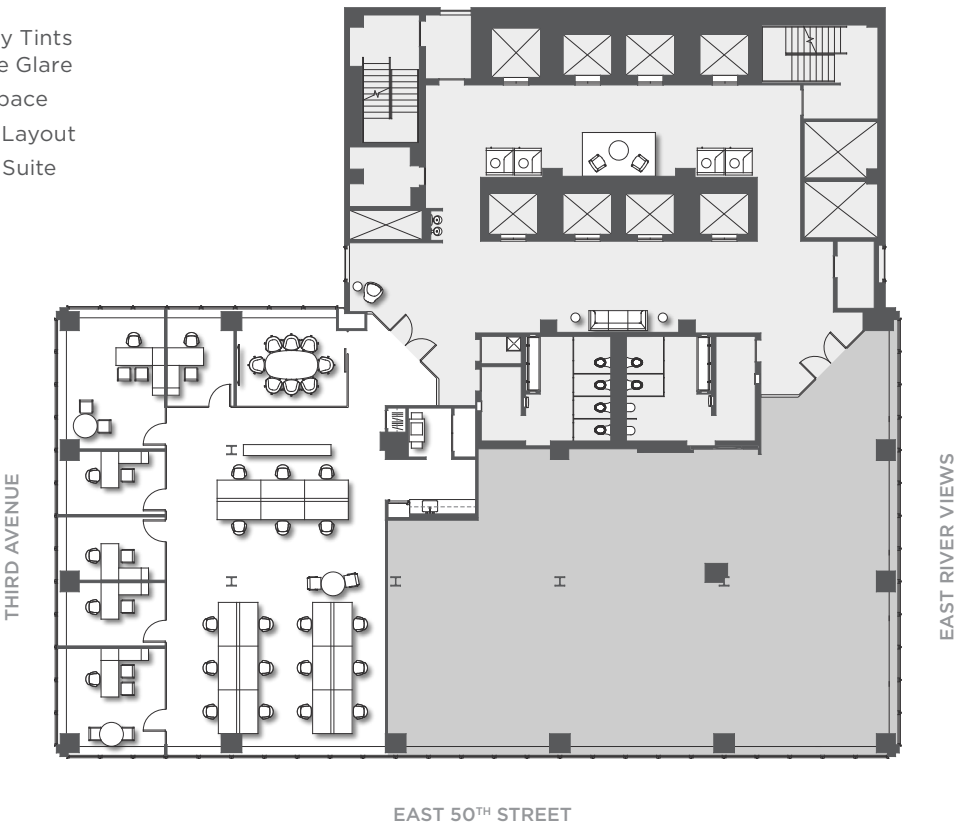 y Tints
e Glare
pace
Layout
Suite
THIRD AVENUE
EAST RIVER VIEWS
EAST 50TH STREET